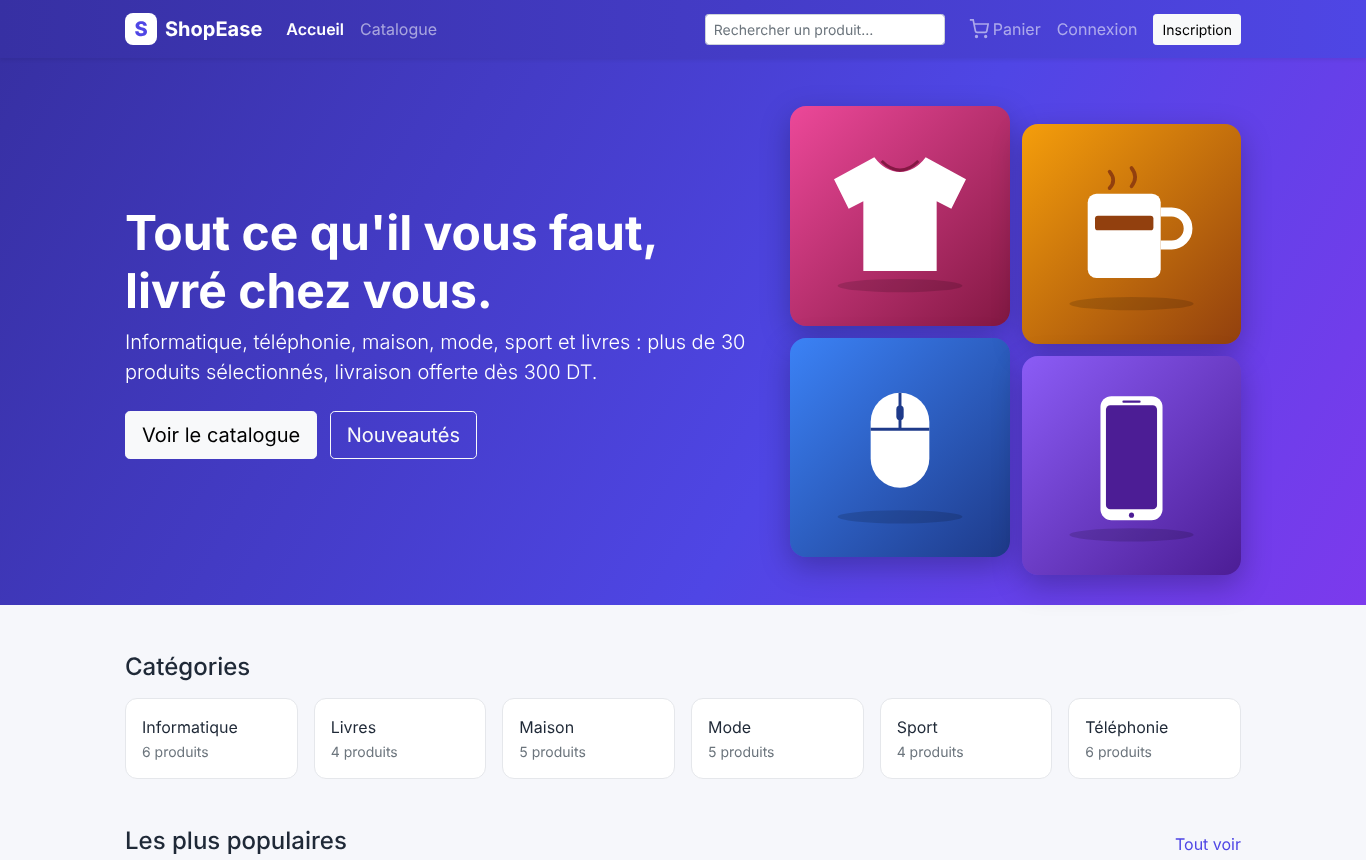 S ShopEase Accueil Catalogue Rechercher un produit... Panier Connexion Inscription
Tout ce qu'il vous faut,
livré chez vous.
Informatique, téléphonie, maison, mode, sport et livres : plus de 30
produits sélectionnés, livraison offerte dès 300 DT.
Voir le catalogue Nouveautés
Catégories
Informatique Livres Maison Mode Sport Téléphonie
6 produits 4 produits 5 produits 5 produits 4 produits 6 produits
Les plus populaires Tout voir